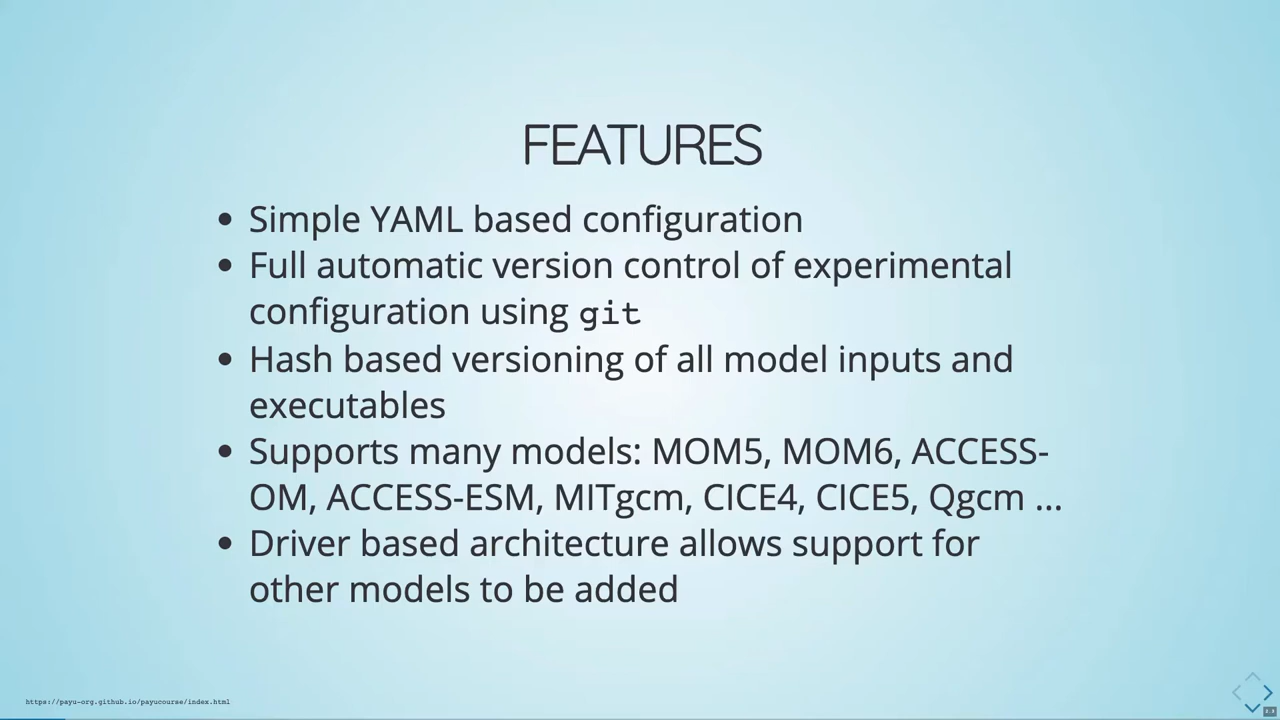 FEATURES
• Simple YAML based configuration
• Full automatic version control of experimental
configuration using git
• Hash based versioning of all model inputs and
executables
• Supports many models: MOM5, MOM6, ACCESS-
OM, ACCESS-ESM, MITgcm, CICE4, CICE5, Qgcm ...
• Driver based architecture allows support for
other models to be added
https://payu-org.github.io/payucourse/index.html